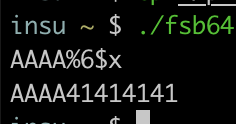 insu ~ $ ./fsb64
AAAA%6$x
AAAA41414141
insu ~ $